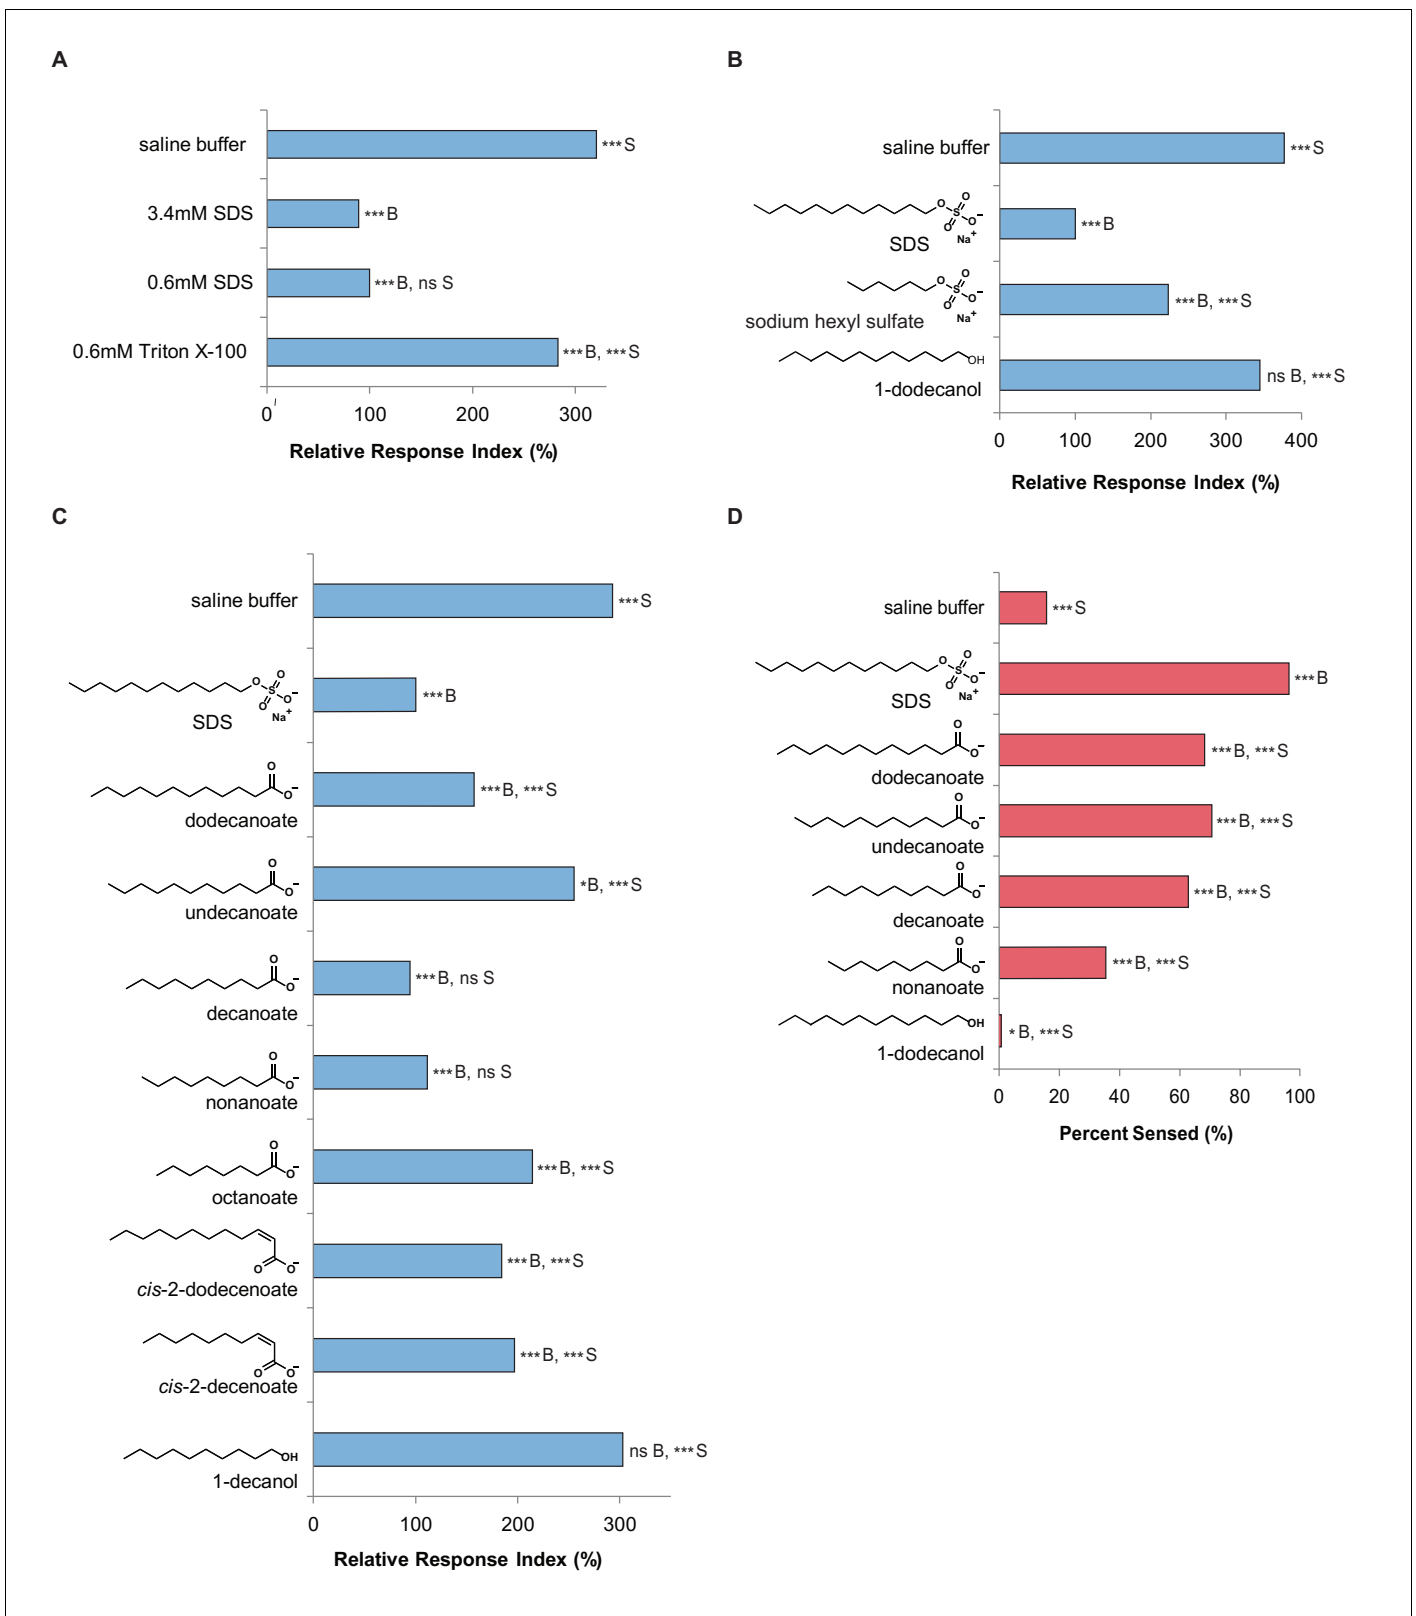 A
saline buffer
***S
3.4mM SDS
***B
0.6mM SDS
***B, ns S
0.6mM Triton X-100
***B, ***S
0 100 200 300
Relative Response Index (%)
B
saline buffer
***S
O O S O O− Na+
SDS
***B
O O S O O− Na+
sodium hexyl sulfate
***B, ***S
OH
1-dodecanol
ns B, ***S
0 100 200 300 400
Relative Response Index (%)
C
saline buffer
***S
O O S O O− Na+
SDS
***B
O O−
dodecanoate
***B, ***S
O O−
undecanoate
*B, ***S
O O−
decanoate
***B, ns S
O O−
nonanoate
***B, ns S
O O−
octanoate
***B, ***S
O O−
cis-2-dodecenoate
***B, ***S
O O−
cis-2-decenoate
***B, ***S
OH
1-decanol
ns B, ***S
0 100 200 300
Relative Response Index (%)
D
saline buffer
***S
O O S O O− Na+
SDS
***B
O O−
dodecanoate
***B, ***S
O O−
undecanoate
***B, ***S
O O−
decanoate
***B, ***S
O O−
nonanoate
***B, ***S
OH
1-dodecanol
*B, ***S
0 20 40 60 80 100
Percent Sensed (%)